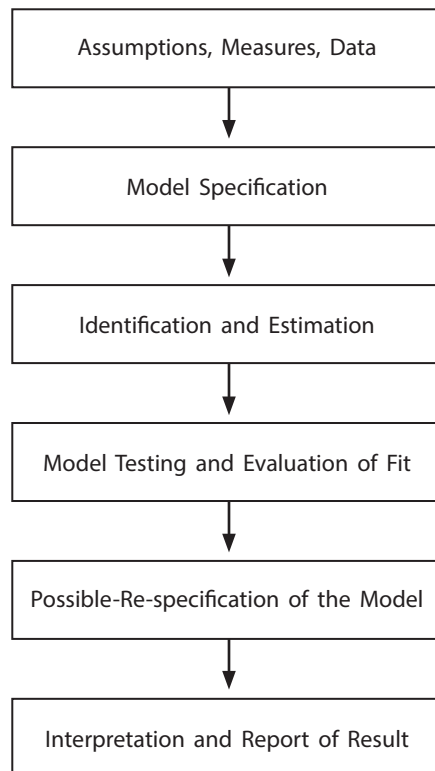 Assumptions, Measures, Data
Model Specification
Identification and Estimation
Model Testing and Evaluation of Fit
Possible-Re-specification of the Model
Interpretation and Report of Result